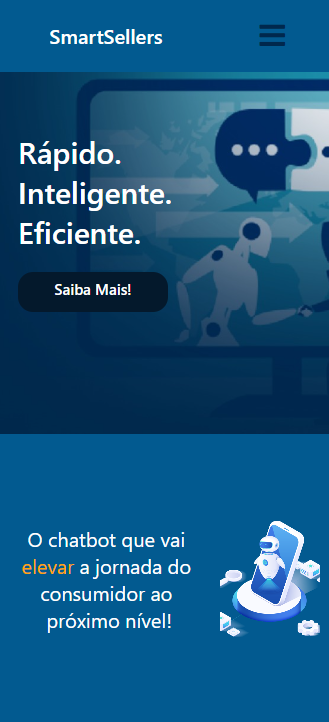 SmartSellers
Rápido.
Inteligente.
Eficiente.
Saiba Mais!
O chatbot que vai
elevar a jornada do
consumidor ao
próximo nível!